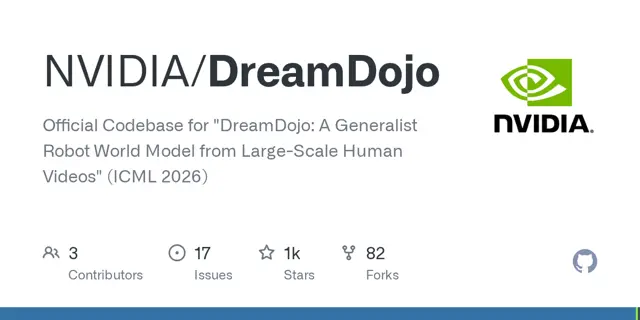 NVIDIA/DreamDojo
NVIDIA.
Official Codebase for "DreamDojo: A Generalist
Robot World Model from Large-Scale Human
Videos" (ICML 2026)
3
Contributors
17
Issues
1k
Stars
82
Forks